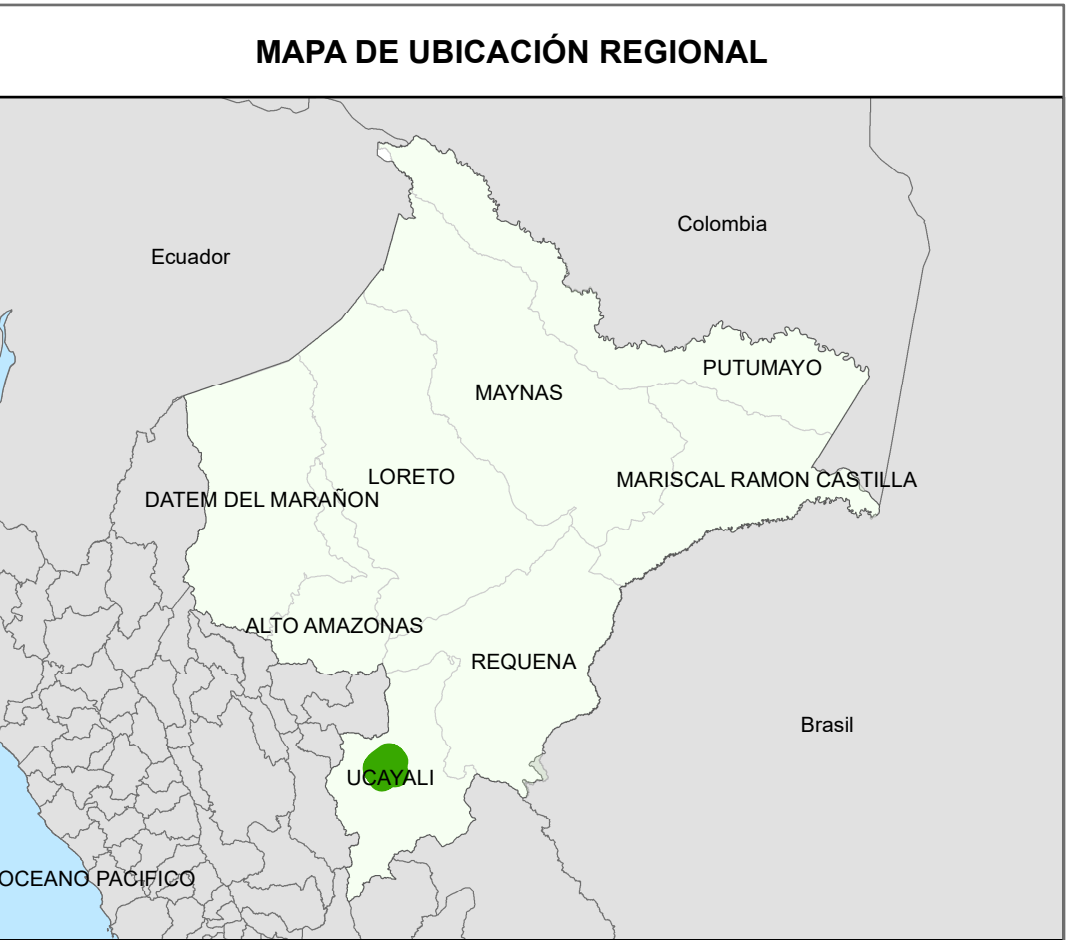 MAPA DE UBICACIÓN REGIONAL
Colombia
Ecuador
PUTUMAYO
MAYNAS
LORETO
MARISCAL RAMON CASTILLA
DATEM DEL MARAÑON
ALTO AMAZONAS
REQUENA
Brasil
UCAYALI
OCEANO PACIFICO